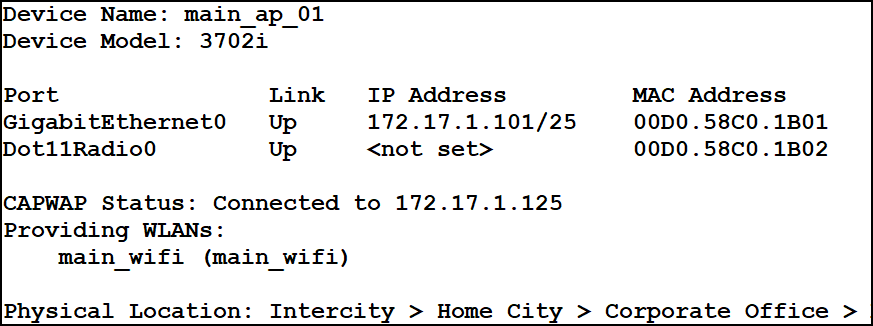 Device Name: main_ap_01
Device Model: 3702i
Port Link IP Address MAC Address
GigabitEthernet0 Up 172.17.1.101/25 00D0.58C0.1B01
Dot11Radio0 Up <not set> 00D0.58C0.1B02
CAPWAP Status: Connected to 172.17.1.125
Providing WLANs:
main_wifi (main_wifi)
Physical Location: Intercity > Home City > Corporate Office >